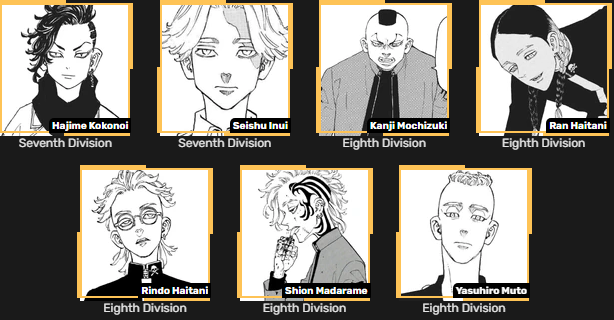 Hajime Kokonoi
Seishu Inui
Kanji Mochizuki
Ran Haitani
Seventh Division
Seventh Division
Eighth Division
Eighth Division
Rindo Haitani
Shion Madarame
Yasuhiro Muto
Eighth Division
Eighth Division
Eighth Division